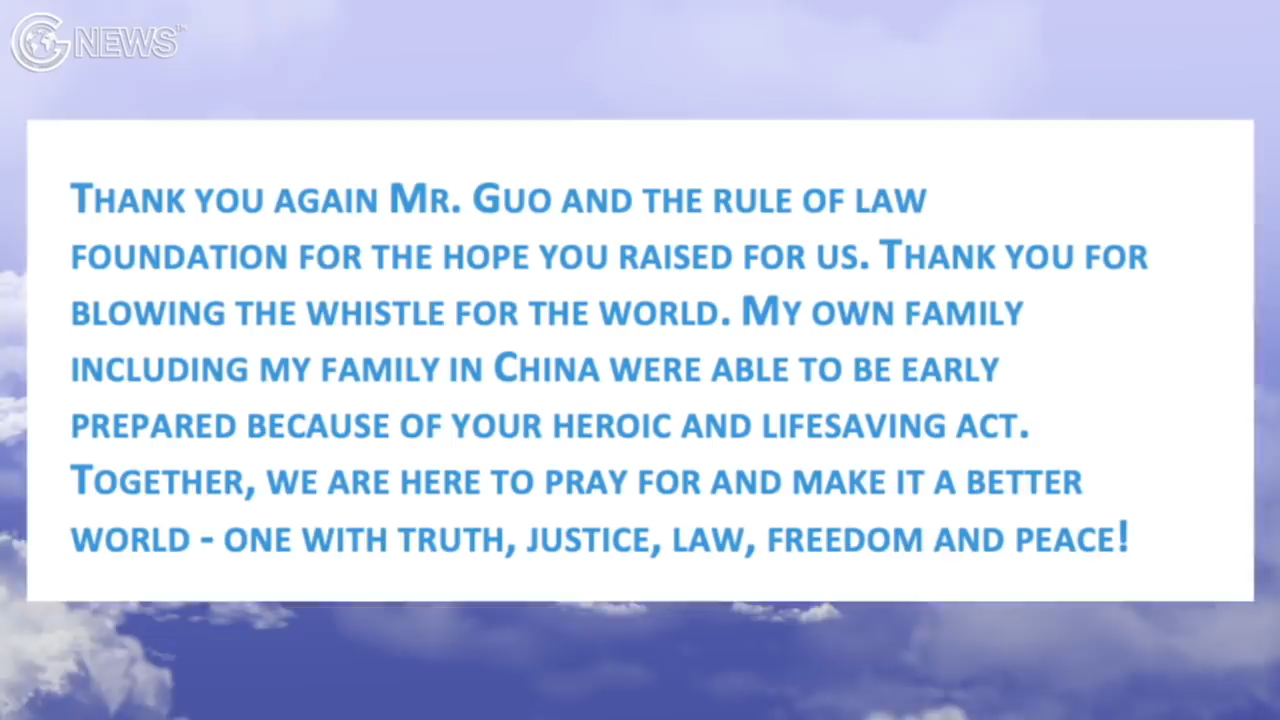 G NEWS™
Thank you again Mr. Guo and the rule of law
foundation for the hope you raised for us. Thank you for
blowing the whistle for the world. My own family
including my family in China were able to be early
prepared because of your heroic and lifesaving act.
Together, we are here to pray for and make it a better
world - one with truth, justice, law, freedom and peace!